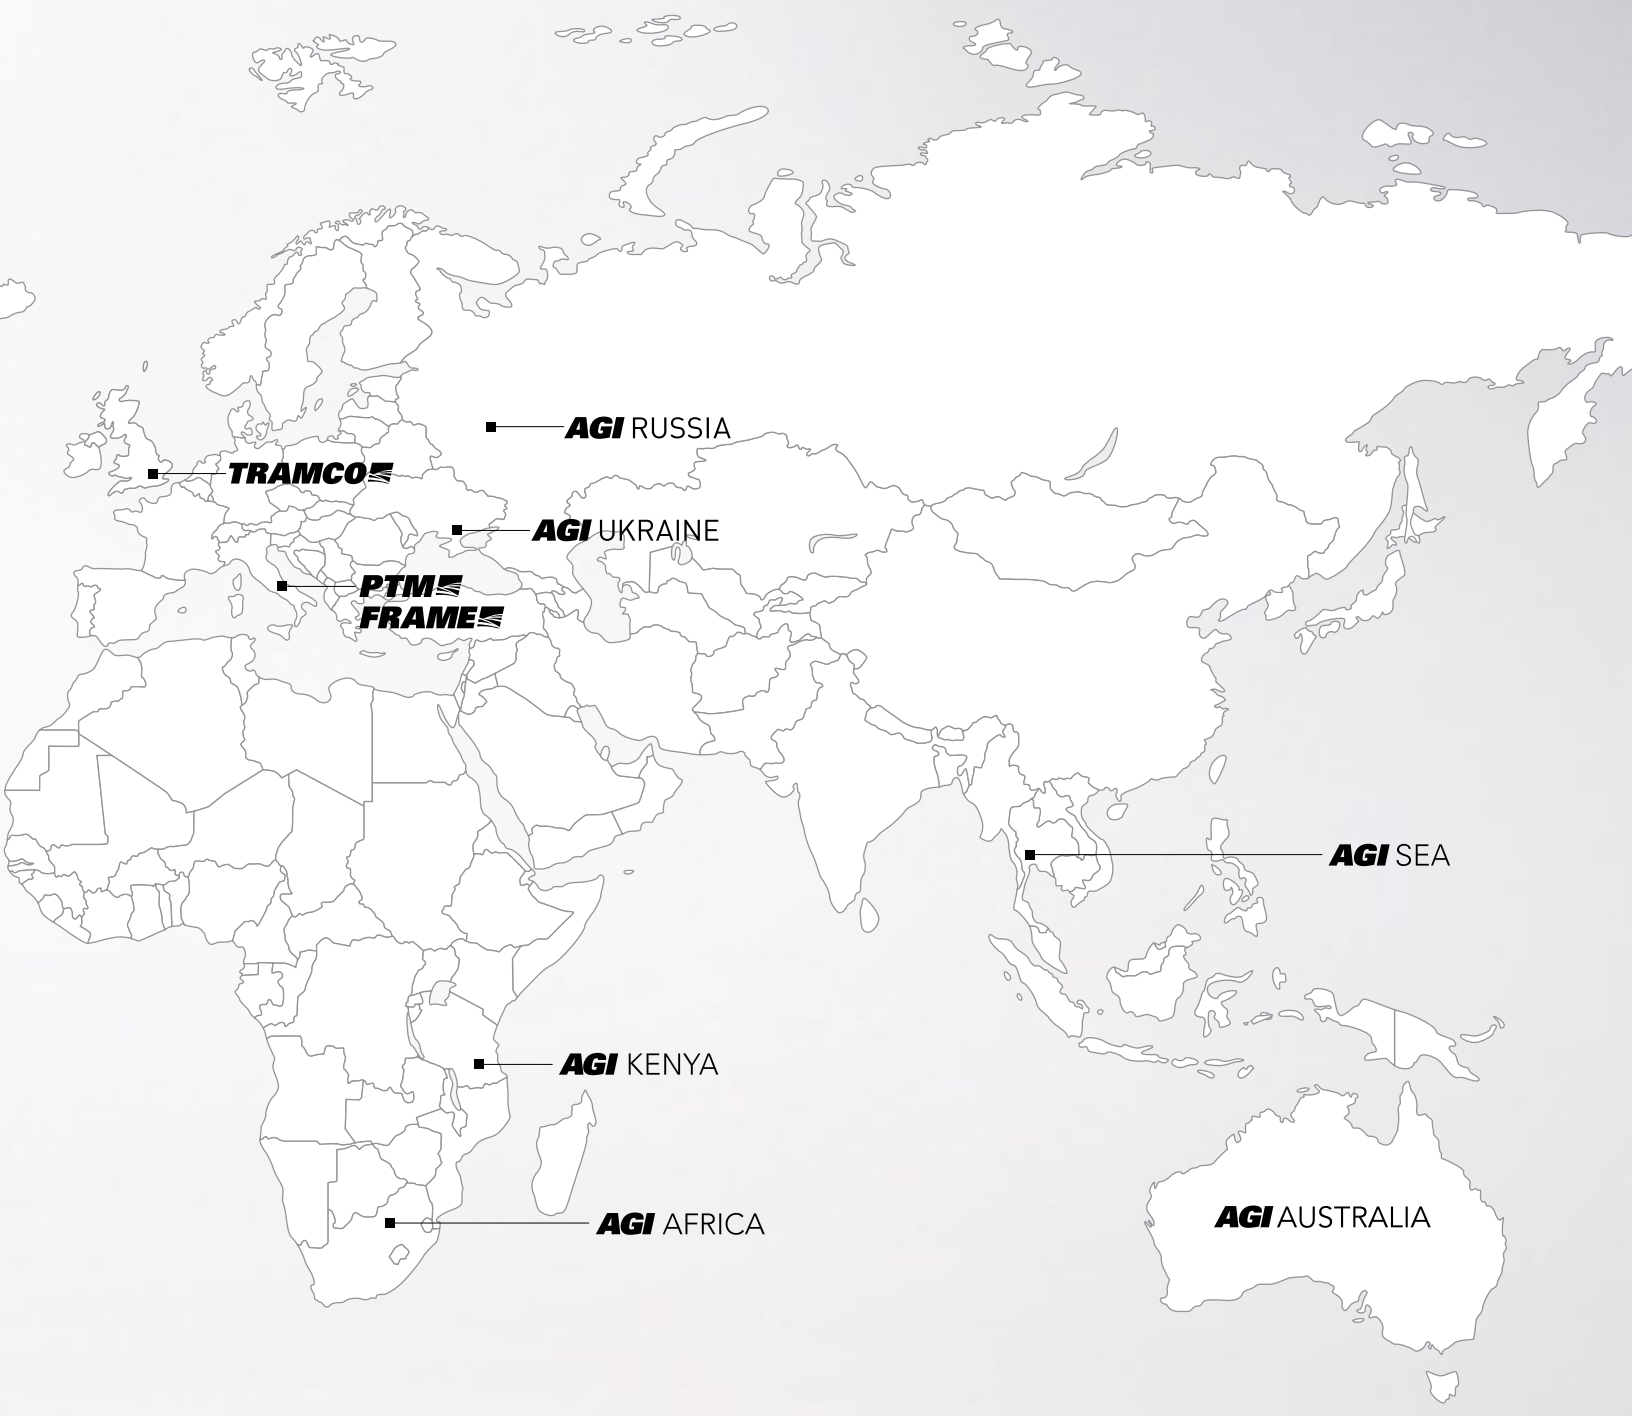 AGI RUSSIA
TRAMCO
AGI UKRAINE
PTM
FRAME
AGI SEA
AGI KENYA
AGI AUSTRALIA
AGI AFRICA